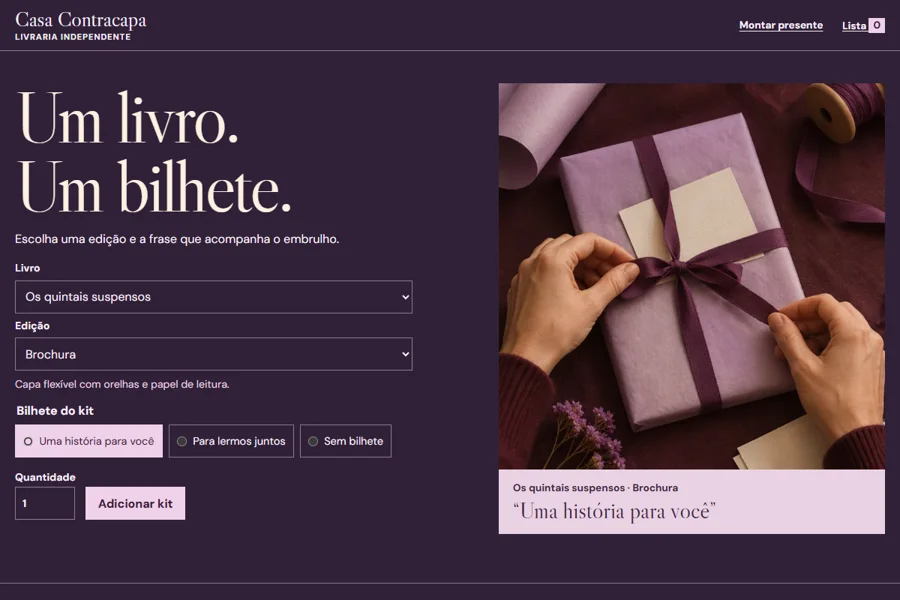 Casa Contracapa
LIVRARIA INDEPENDENTE
Montar presente
Lista 0
Um livro.
Um bilhete.
Escolha uma edição e a frase que acompanha o embrulho.
Livro
Os quintais suspensos
Edição
Brochura
Capa flexível com orelhas e papel de leitura.
Bilhete do kit
Uma história para você
Para lermos juntos
Sem bilhete
Quantidade
1
Adicionar kit
Os quintais suspensos · Brochura
“Uma história para você”